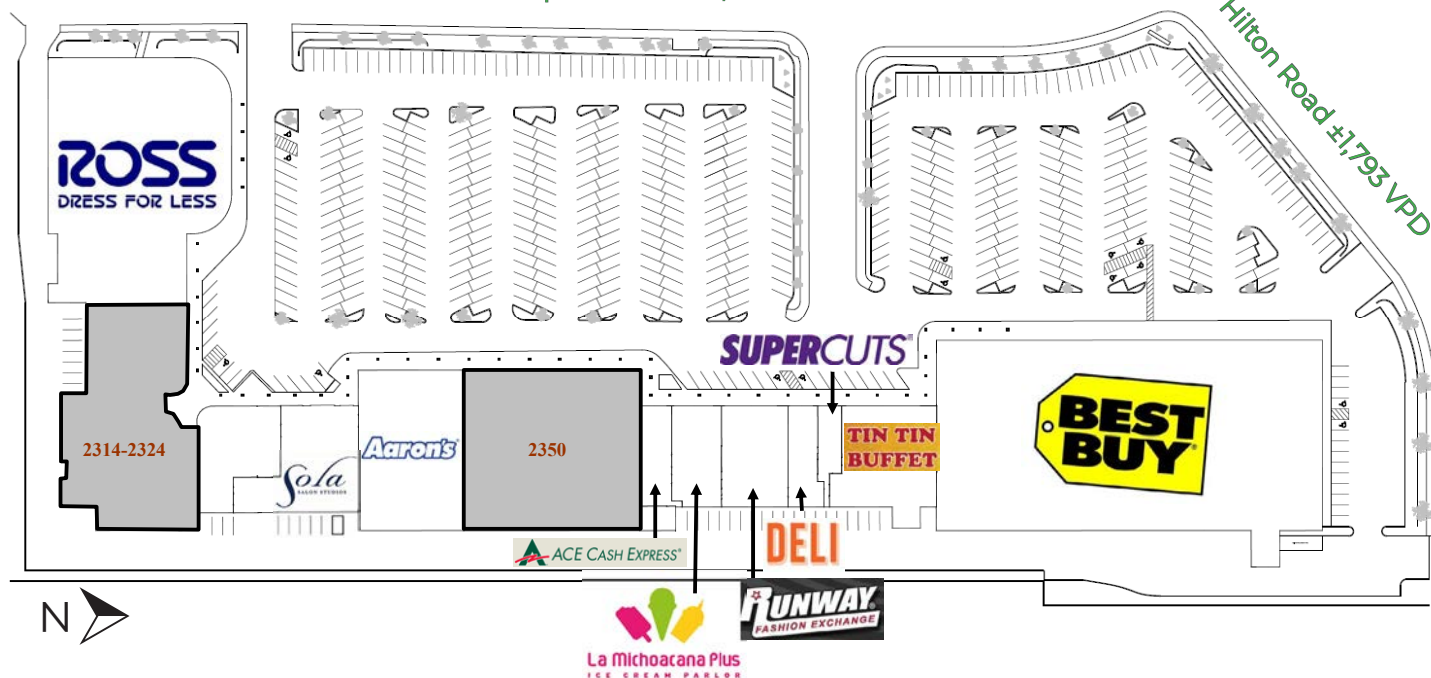 Hilton Road ±1,793 VPD
ROSS
DRESS FOR LESS
SUPERCUTS
2314-2324
Sola
SALON STUDIOS
Aaron's
2350
TIN TIN
BUFFET
BEST
BUY
ACE CASH EXPRESS
DELI
RUNWAY
FASHION EXCHANGE
N
La Michoacana Plus
ICE CREAM PARLOR